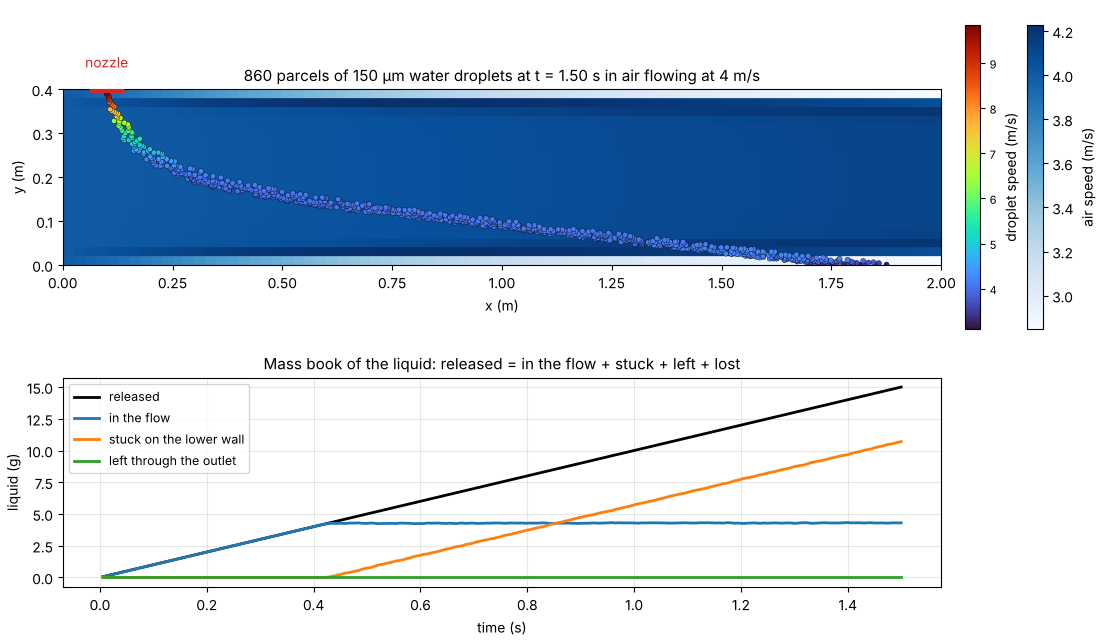 nozzle
860 parcels of 150 µm water droplets at t = 1.50 s in air flowing at 4 m/s
0.4
0.3
0.2
0.1
0.0
y (m)
0.00 0.25 0.50 0.75 1.00 1.25 1.50 1.75 2.00
x (m)
9
8
7
6
5
4
droplet speed (m/s)
4.2
4.0
3.8
3.6
3.4
3.2
3.0
air speed (m/s)
Mass book of the liquid: released = in the flow + stuck + left + lost
15.0
12.5
10.0
7.5
5.0
2.5
0.0
liquid (g)
released
in the flow
stuck on the lower wall
left through the outlet
0.0 0.2 0.4 0.6 0.8 1.0 1.2 1.4
time (s)